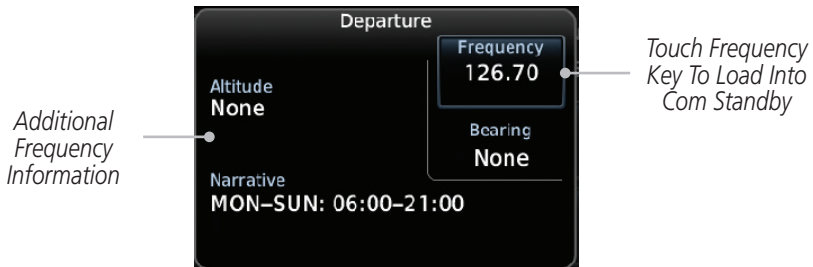 Departure
Frequency
126.70
Altitude
None
Bearing
None
Narrative
MON–SUN: 06:00–21:00
Additional
Frequency
Information
Touch Frequency
Key To Load Into
Com Standby